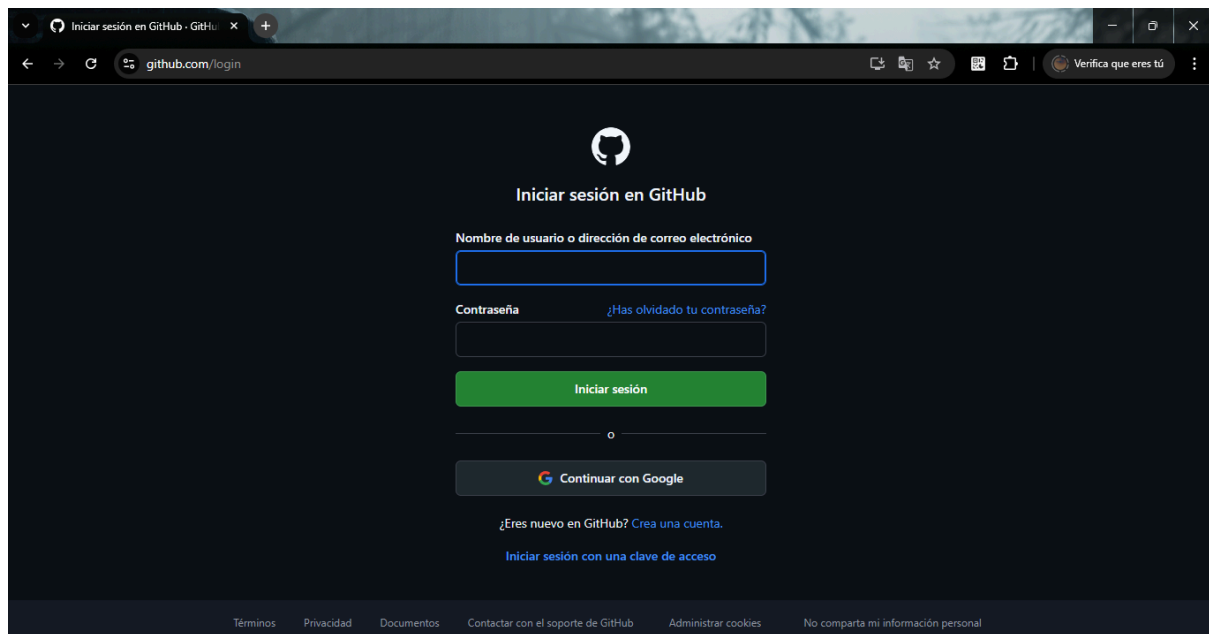 Iniciar sesión en GitHub · GitHu
github.com/login
Verifica que eres tú
Iniciar sesión en GitHub
Nombre de usuario o dirección de correo electrónico
Contraseña ¿Has olvidado tu contraseña?
Iniciar sesión
o
Continuar con Google
¿Eres nuevo en GitHub? Crea una cuenta.
Iniciar sesión con una clave de acceso
Términos Privacidad Documentos Contactar con el soporte de GitHub Administrar cookies No comparta mi información personal